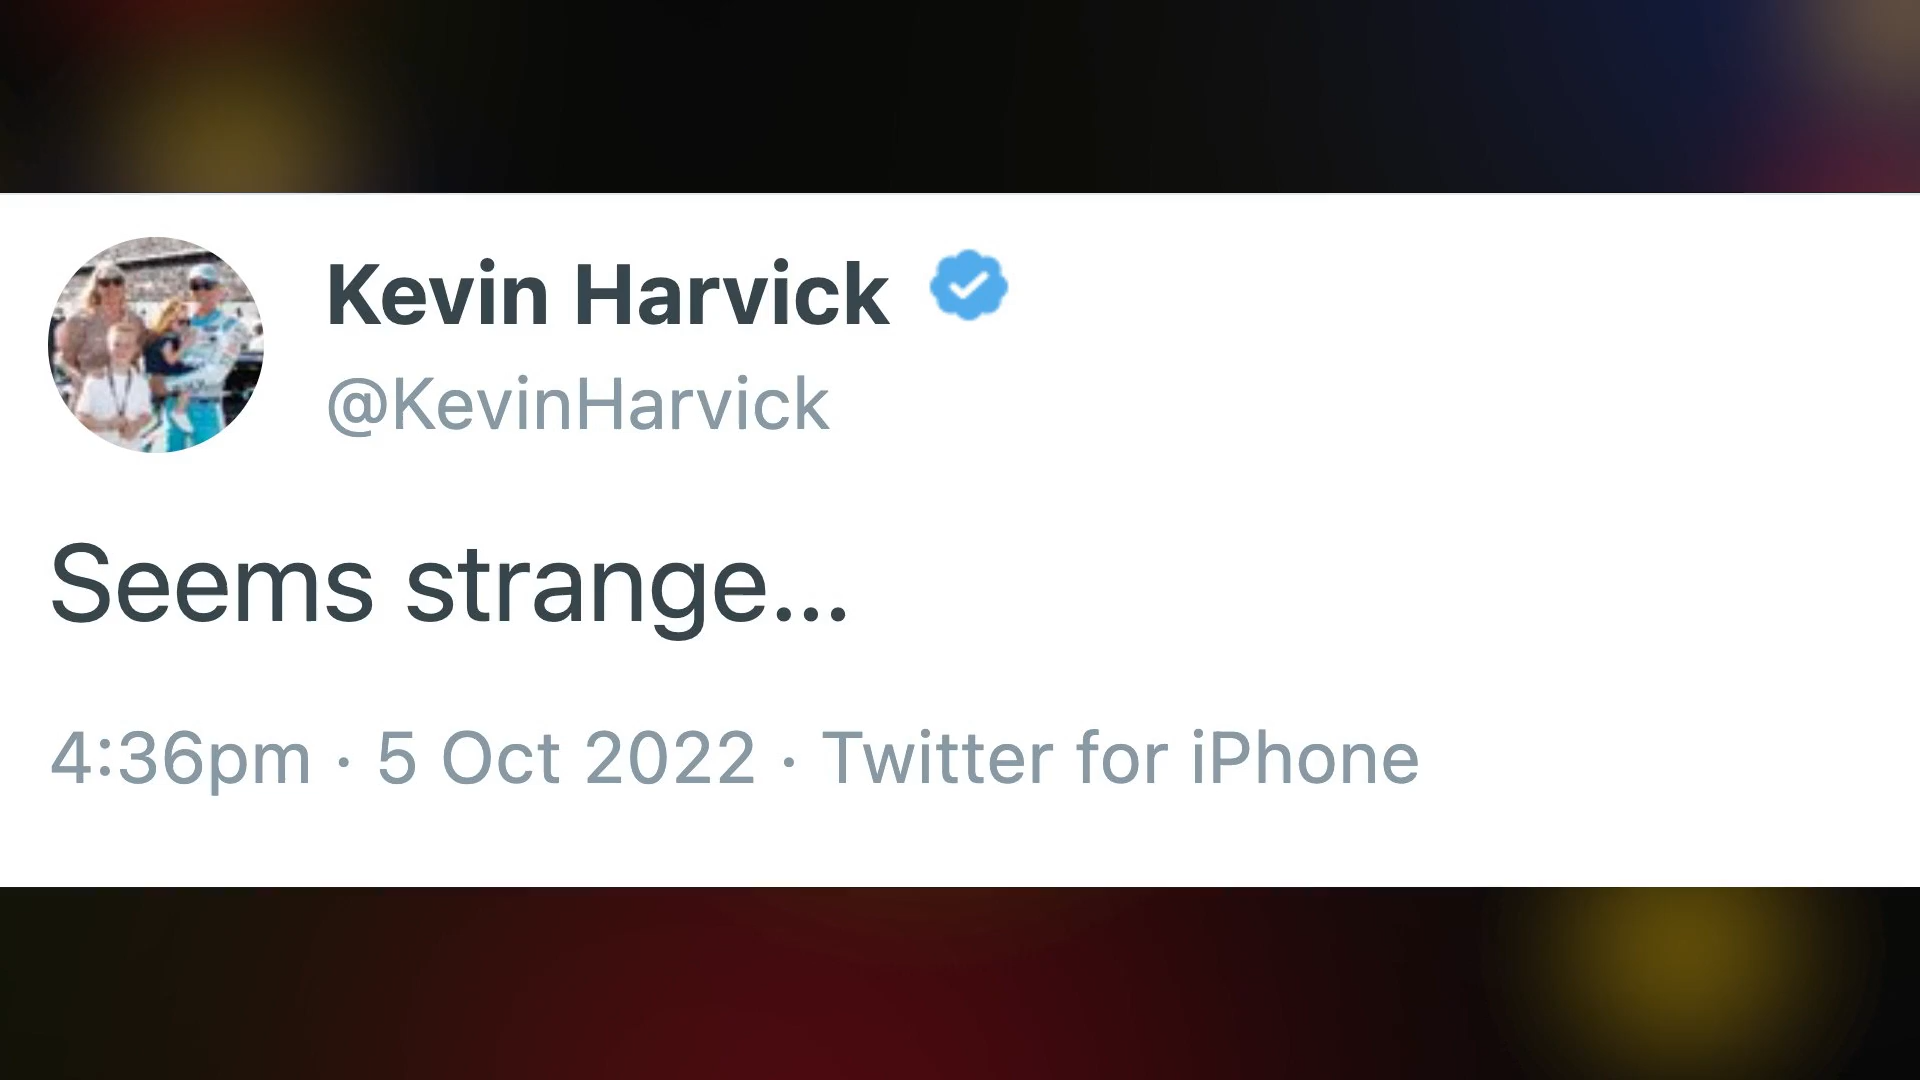 Kevin Harvick
@KevinHarvick
Seems strange...
4:36pm · 5 Oct 2022 · Twitter for iPhone